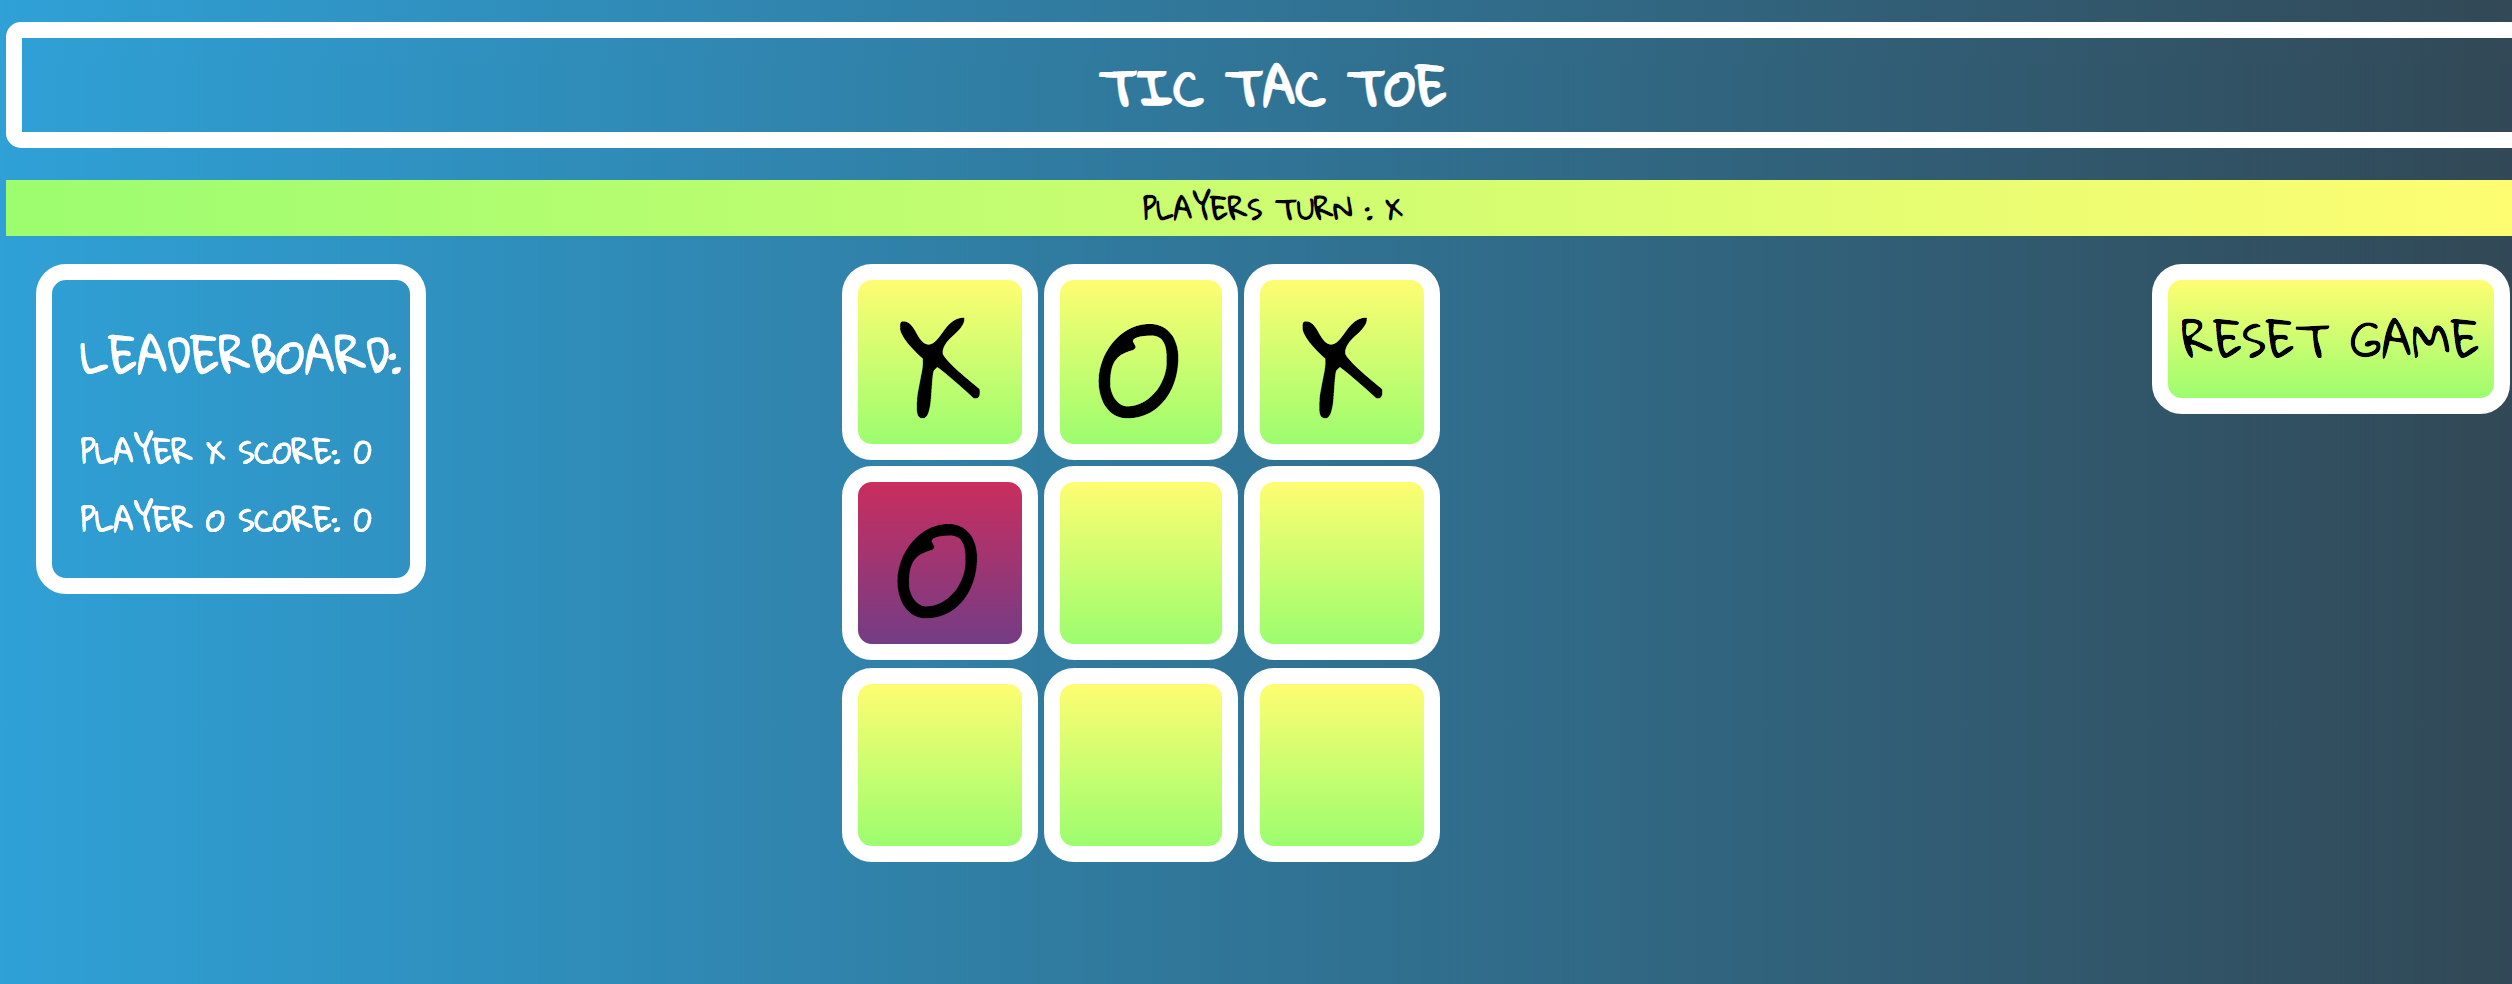 TIC TAC TOE
PLAYERS TURN : X
LEADERBOARD:
PLAYER X SCORE: 0
PLAYER O SCORE: 0
X O X
O
RESET GAME